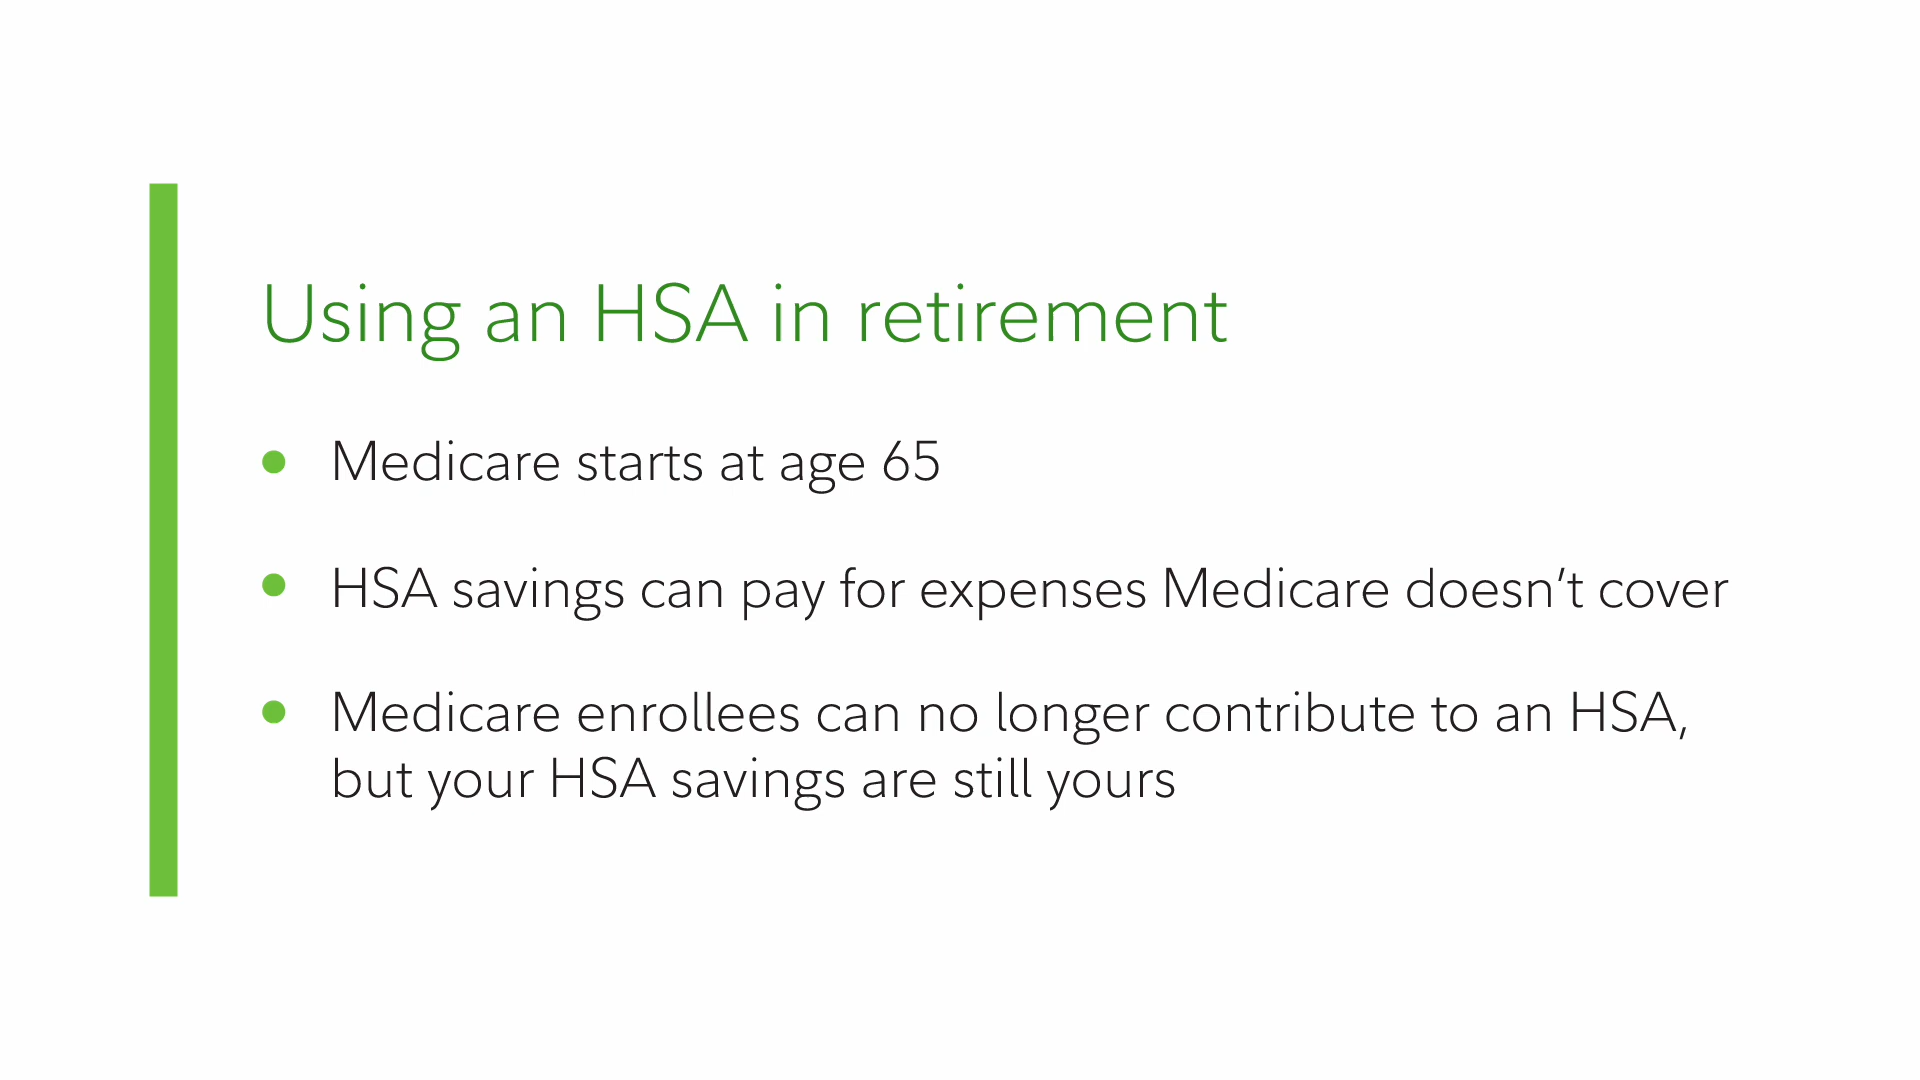 Using an HSA in retirement
• Medicare starts at age 65
• HSA savings can pay for expenses Medicare doesn’t cover
• Medicare enrollees can no longer contribute to an HSA,
but your HSA savings are still yours